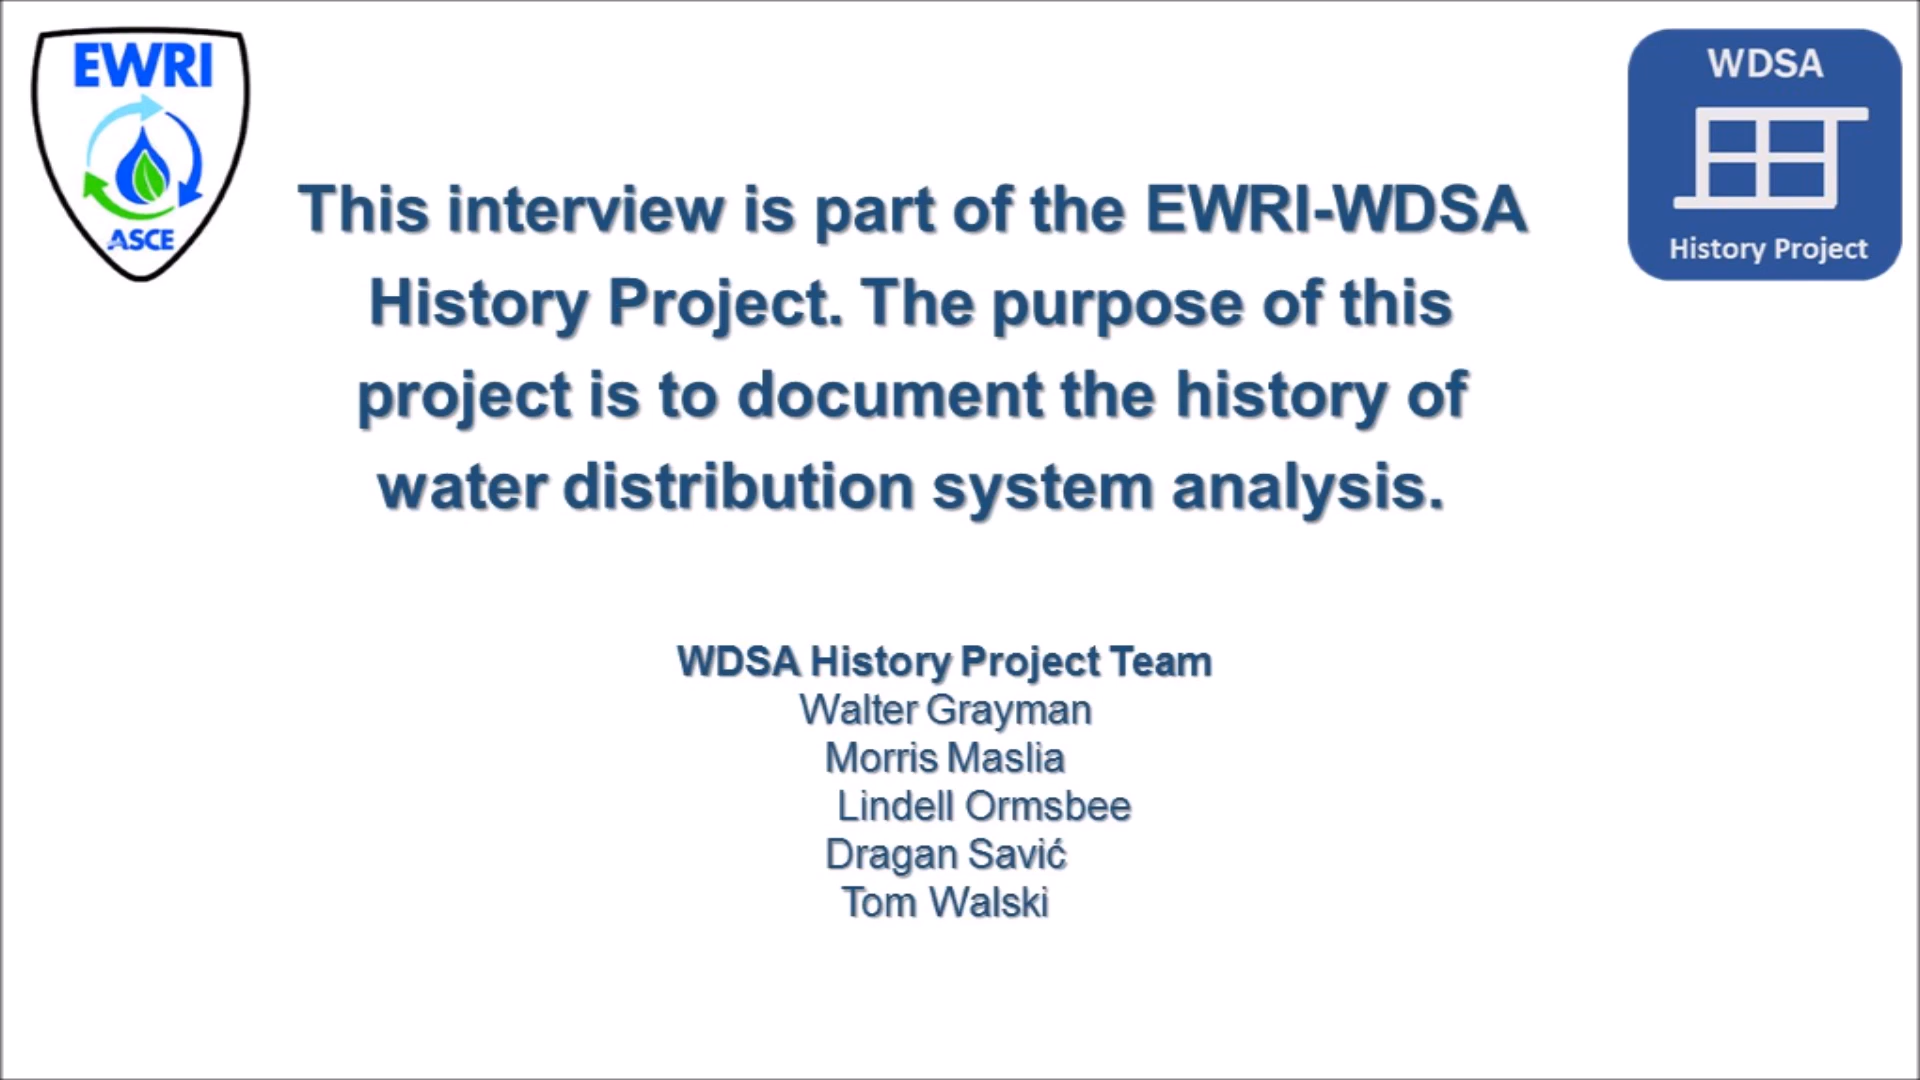 EWRI
ASCE
WDSA
History Project
This interview is part of the EWRI-WDSA
History Project. The purpose of this
project is to document the history of
water distribution system analysis.
WDSA History Project Team
Walter Grayman
Morris Maslia
Lindell Ormsbee
Dragan Savić
Tom Walski